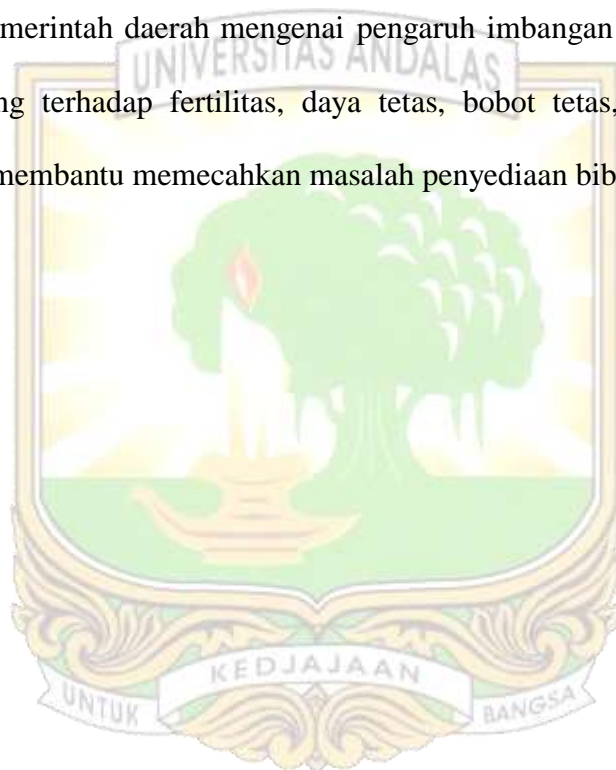 merintah daerah mengenai pengaruh imbangan
ng terhadap fertilitas, daya tetas, bobot tetas,
membantu memecahkan masalah penyediaan bib
UNIVERSITAS ANDALAS
UNTUK KEDJAJAAN BANGSA